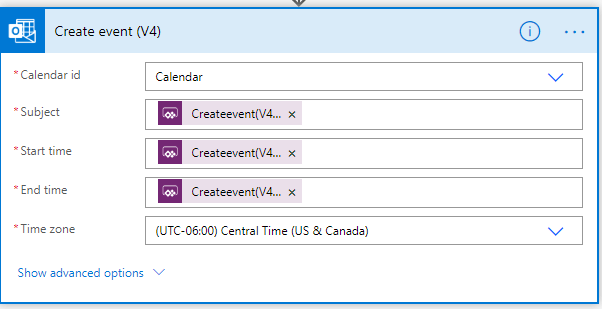 Create event (V4)
* Calendar id Calendar
* Subject Createevent(V4... ×
* Start time Createevent(V4... ×
* End time Createevent(V4... ×
* Time zone (UTC-06:00) Central Time (US & Canada)
Show advanced options